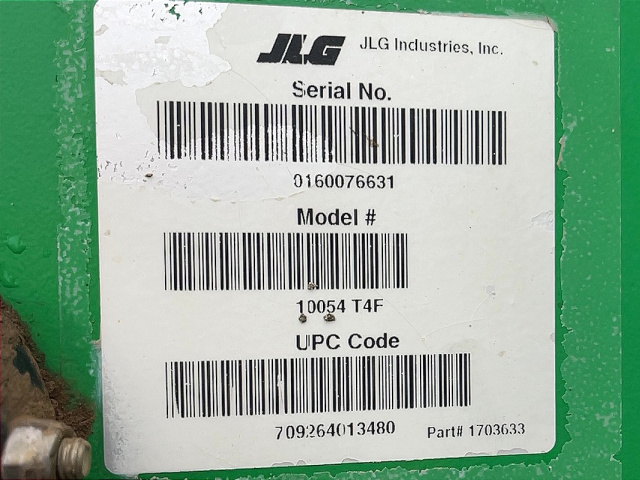 JLG JLG Industries, Inc.
Serial No.
0160076631
Model #
10054 T4F
UPC Code
709264013480 Part# 1703633